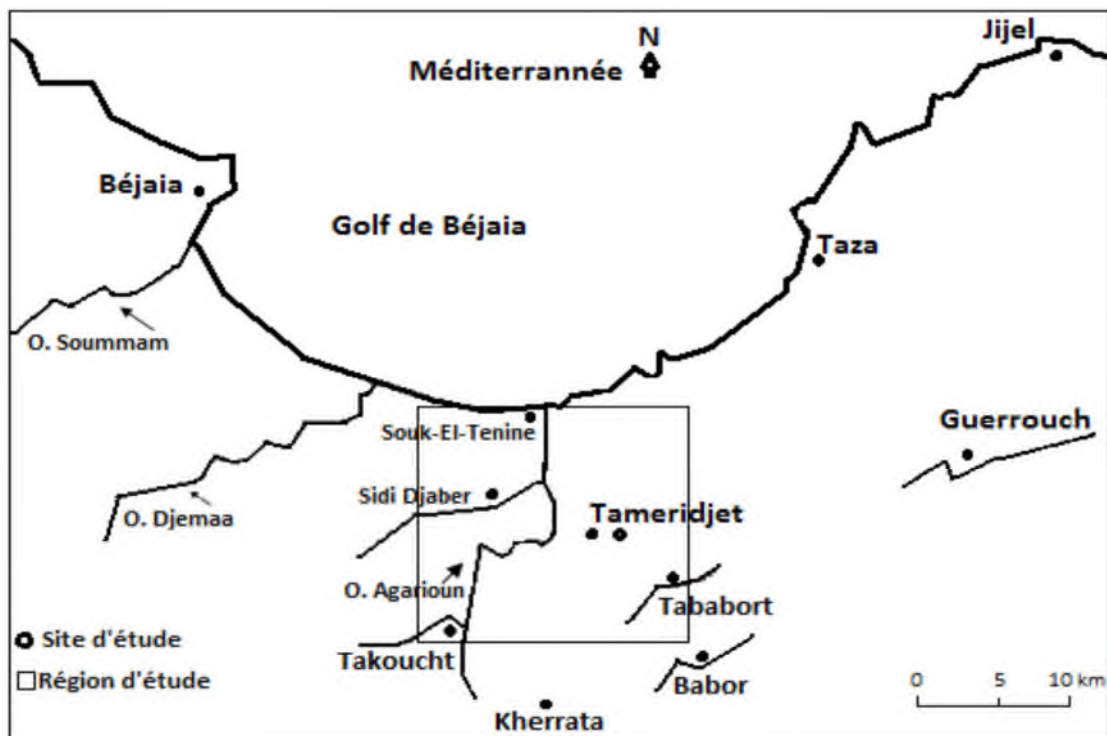 Jijel
N
Méditerrannée
Béjaia
Golf de Béjaia
Taza
O. Soummam
Souk-El-Tenine
Guerrouch
Sidi Djaber
O. Djemaa
Tameridjet
O. Agarioun
Tababort
Site d'étude
Takoucht
Région d'étude
Babor
0 5 10 km
Kherrata